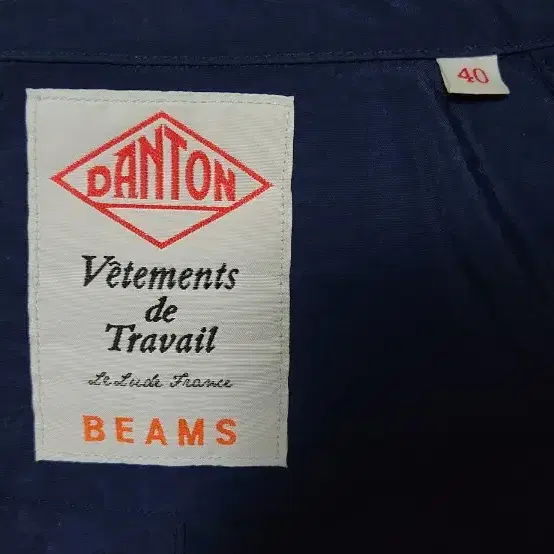 40
DANTON
Vêtements
de
Travail
Le Lude France
BEAMS